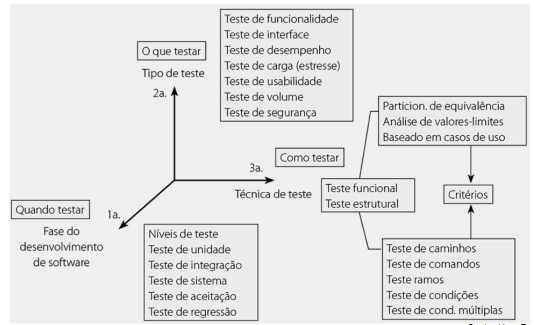 O que testar
Tipo de teste
2a.
Teste de funcionalidade
Teste de interface
Teste de desempenho
Teste de carga (estresse)
Teste de usabilidade
Teste de volume
Teste de segurança
Como testar
3a.
Técnica de teste
Teste funcional
Teste estrutural
Particion. de equivalência
Análise de valores-limites
Baseado em casos de uso
Critérios
Teste de caminhos
Teste de comandos
Teste ramos
Teste de condições
Teste de cond. múltiplas
Quando testar
1a.
Fase do
desenvolvimento
de software
Níveis de teste
Teste de unidade
Teste de integração
Teste de sistema
Teste de aceitação
Teste de regressão